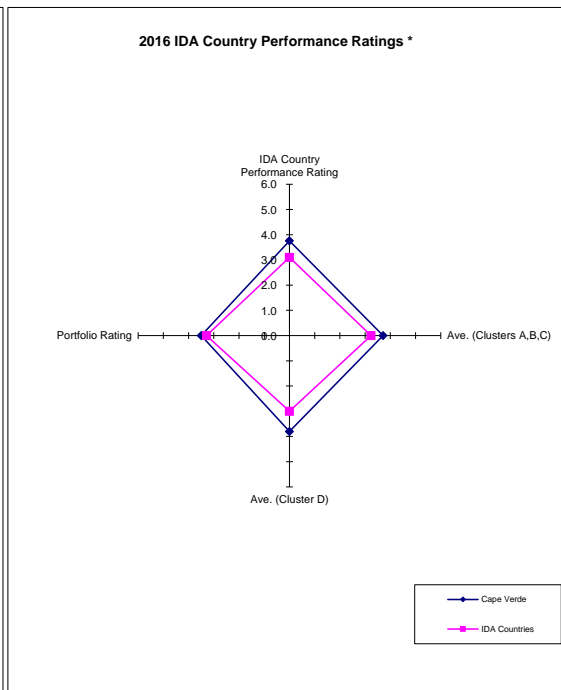 2016 IDA Country Performance Ratings *
IDA Country
Performance Rating
6.0
5.0
4.0
3.0
2.0
1.0
0.0
Portfolio Rating
Ave. (Clusters A,B,C)
Ave. (Cluster D)
Cape Verde
IDA Countries